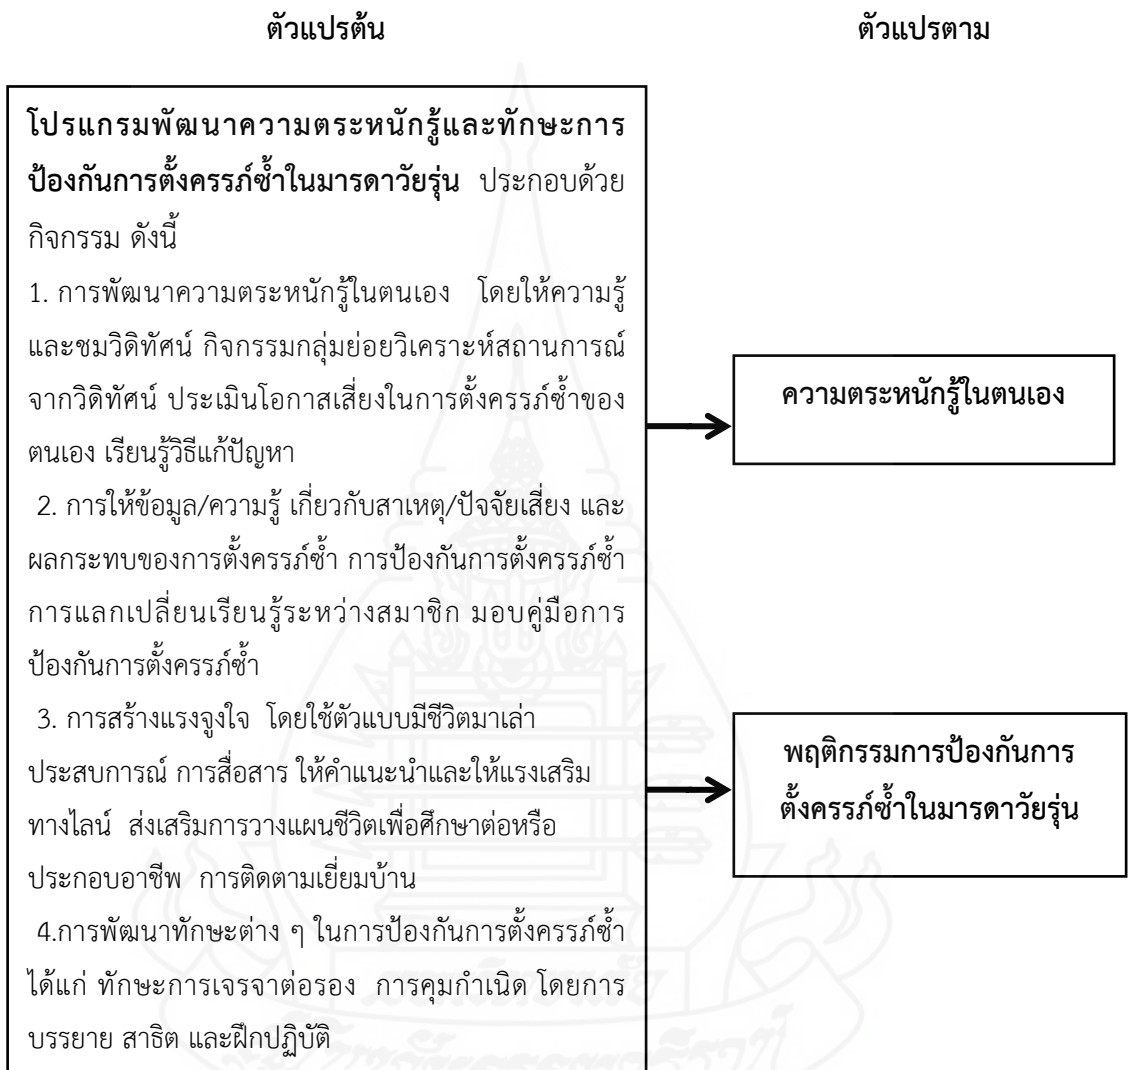 ตัวแปรต้น ตัวแปรตาม
โปรแกรมพัฒนาความตระหนักรู้และทักษะการ
ป้องกันการตั้งครรภ์ซ้ำในมารดาวัยรุ่น ประกอบด้วย
กิจกรรม ดังนี้
1. การพัฒนาความตระหนักรู้ในตนเอง โดยให้ความรู้
และชมวิดิทัศน์ กิจกรรมกลุ่มย่อยวิเคราะห์สถานการณ์
จากวิดิทัศน์ ประเมินโอกาสเสี่ยงในการตั้งครรภ์ซ้ำของ
ตนเอง เรียนรู้วิธีแก้ปัญหา
2. การให้ข้อมูล/ความรู้ เกี่ยวกับสาเหตุ/ปัจจัยเสี่ยง และ
ผลกระทบของการตั้งครรภ์ซ้ำ การป้องกันการตั้งครรภ์ซ้ำ
การแลกเปลี่ยนเรียนรู้ระหว่างสมาชิก มอบคู่มือการ
ป้องกันการตั้งครรภ์ซ้ำ
3. การสร้างแรงจูงใจ โดยใช้ตัวแบบมีชีวิตมาเล่า
ประสบการณ์ การสื่อสาร ให้คำแนะนำและให้แรงเสริม
ทางไลน์ ส่งเสริมการวางแผนชีวิตเพื่อศึกษาต่อหรือ
ประกอบอาชีพ การติดตามเยี่ยมบ้าน
4.การพัฒนาทักษะต่าง ๆ ในการป้องกันการตั้งครรภ์ซ้ำ
ได้แก่ ทักษะการเจรจาต่อรอง การคุมกำเนิด โดยการ
บรรยาย สาธิต และฝึกปฏิบัติ
ความตระหนักรู้ในตนเอง
พฤติกรรมการป้องกันการ
ตั้งครรภ์ซ้ำในมารดาวัยรุ่น